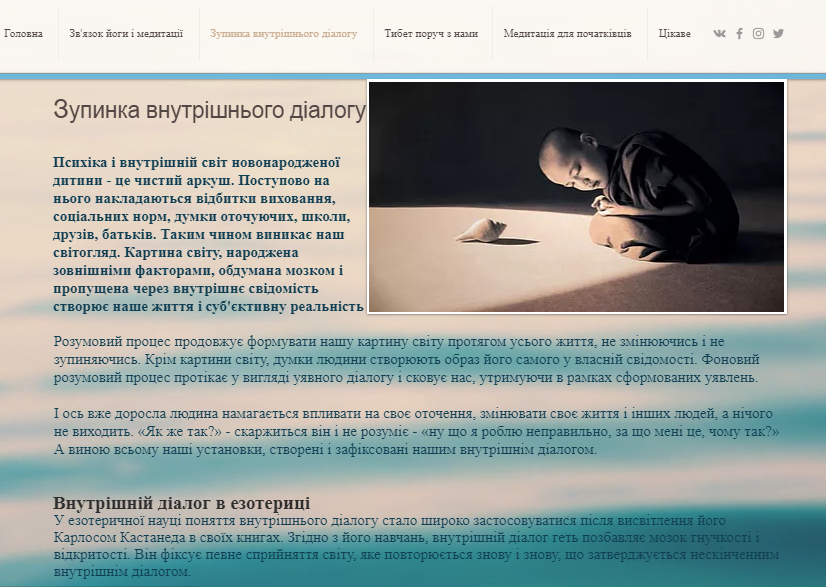 Головна
Зв'язок йоги і медитації
Зупинка внутрішнього діалогу
Тибет поруч з нами
Медитація для початківців
Цікаве
Зупинка внутрішнього діалогу
Психіка і внутрішній світ новонародженої
дитини - це чистий аркуш. Поступово на
нього накладаються відбитки виховання,
соціальних норм, думки оточуючих, школи,
друзів, батьків. Таким чином виникає наш
світогляд. Картина світу, народжена
зовнішніми факторами, обдумана мозком і
пропущена через внутрішнє свідомість
створює наше життя і суб'єктивну реальність
Розумовий процес продовжує формувати нашу картину світу протягом усього життя, не змінюючись і не
зупиняючись. Крім картини світу, думки людини створюють образ його самого у власній свідомості. Фоновий
розумовий процес протікає у вигляді уявного діалогу і сковує нас, утримуючи в рамках сформованих уявлень.
І ось вже доросла людина намагається впливати на своє оточення, змінювати своє життя і інших людей, а нічого
не виходить. «Як же так?» - скаржиться він і не розуміє - «ну що я роблю неправильно, за що мені це, чому так?»
А виною всьому наші установки, створені і зафіксовані нашим внутрішнім діалогом.
Внутрішній діалог в езотериці
У езотеричної науці поняття внутрішнього діалогу стало широко застосовуватися після висвітлення його
Карлосом Кастанеда в своїх книгах. Згідно з його навчань, внутрішній діалог геть позбавляє мозок гнучкості і
відкритості. Він фіксує певне сприйняття світу, яке повторюється знову і знову, що затверджується нескінченним
внутрішнім діалогом.